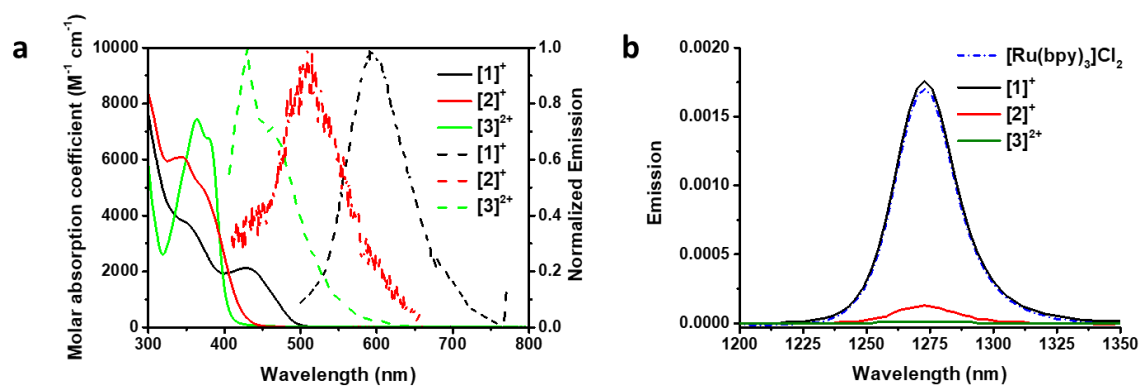 a
Molar absorption coefficient (M⁻¹ cm⁻¹)
10000
8000
6000
4000
2000
0
300 400 500 600 700 800
Wavelength (nm)
1.0
0.8
0.6
0.4
0.2
0.0
Normalized Emission
[1]⁺
[2]⁺
[3]²⁺
[1]⁺
[2]⁺
[3]²⁺
b
Emission
0.0020
0.0015
0.0010
0.0005
0.0000
1200 1225 1250 1275 1300 1325 1350
Wavelength (nm)
[Ru(bpy)₃]Cl₂
[1]⁺
[2]⁺
[3]²⁺